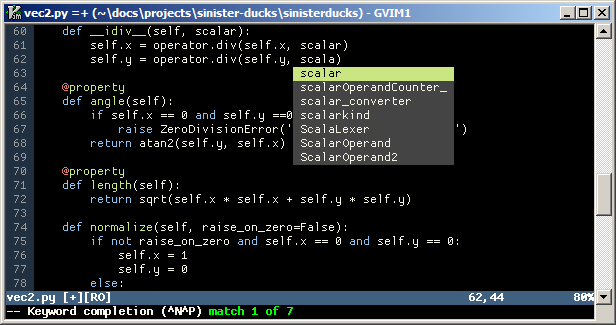 vec2.py =+ (~\docs\projects\sinister-ducks\sinisterducks) - GVIM1
60     def __idiv__(self, scalar):
61         self.x = operator.div(self.x, scalar)
62         self.y = operator.div(self.y, scala)
63 scalar
64     @property scalarOperandCounter_
65     def angle(self): scalar_converter
66         if self.x == 0 and self.y ==0 scalarkind
67             raise ZeroDivisionError(' ScalaLexer ')
68         return atan2(self.y, self.x) ScalarOperand
69 ScalarOperand2
70     @property
71     def length(self):
72         return sqrt(self.x * self.x + self.y * self.y)
73
74     def normalize(self, raise_on_zero=False):
75         if not raise_on_zero and self.x == 0 and self.y == 0:
76             self.x = 1
77             self.y = 0
78         else:
vec2.py [+][RO] 62,44 80%
-- Keyword completion (^N^P) match 1 of 7